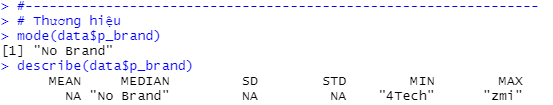 > #----------------------------------------------------------------
> # Thương hiệu
> mode(data$p_brand)
[1] "No Brand"
> describe(data$p_brand)
MEAN MEDIAN SD STD MIN MAX
NA "No Brand" NA NA "4Tech" "zmi"